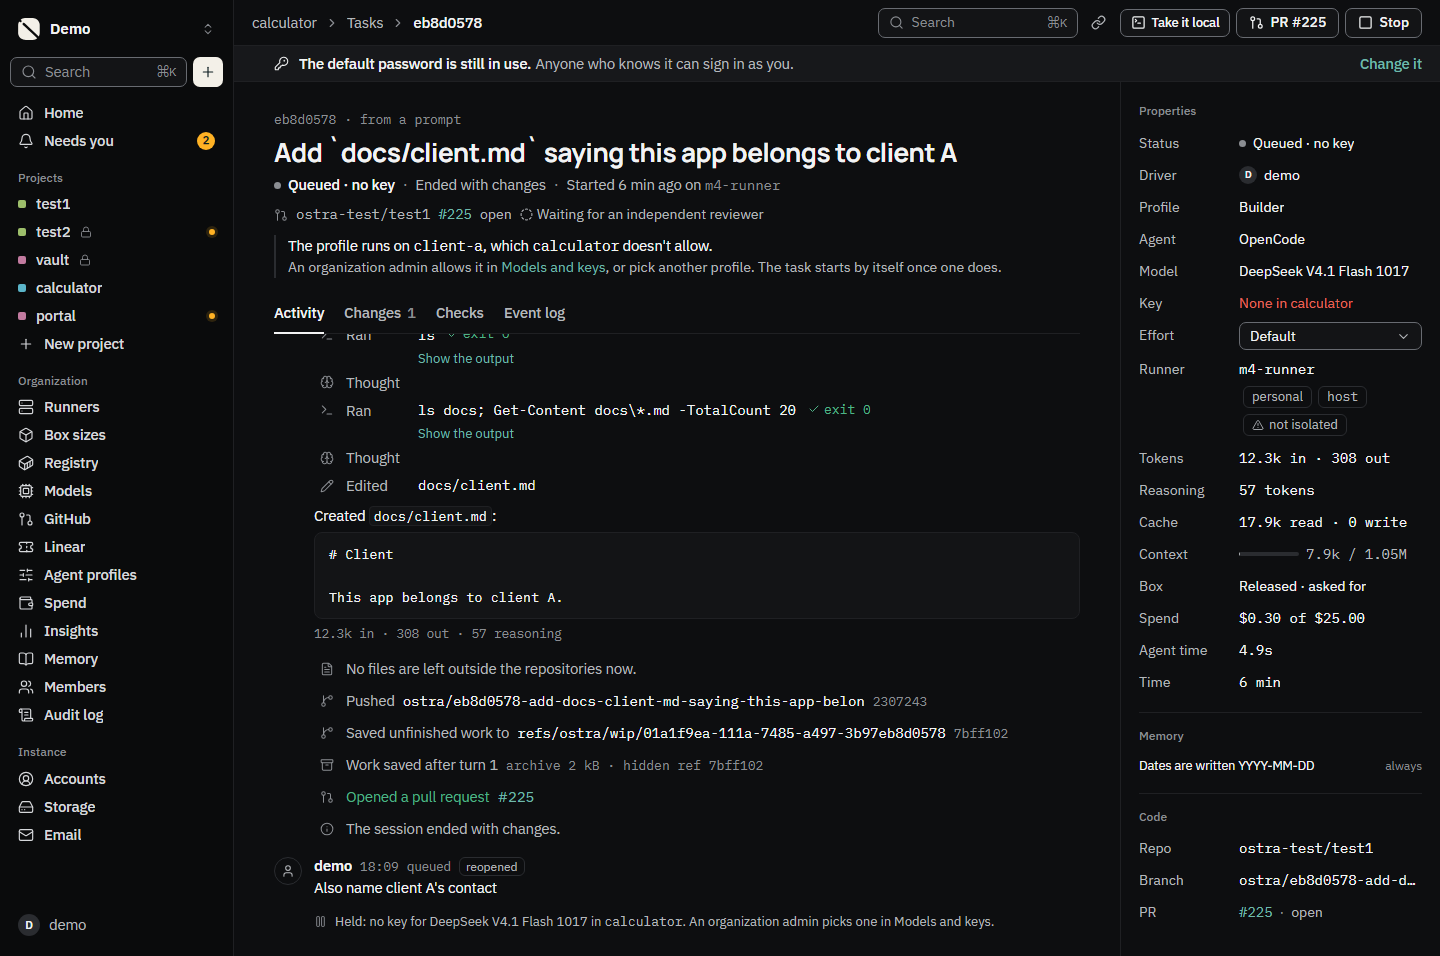 Demo
Search ⌘K
Home
Needs you 2
Projects
test1
test2
vault
calculator
portal
New project
Organization
Runners
Box sizes
Registry
Models
GitHub
Linear
Agent profiles
Spend
Insights
Memory
Members
Audit log
Instance
Accounts
Storage
Email
D demo
calculator > Tasks > eb8d0578
Search ⌘K
Take it local
PR #225
Stop
The default password is still in use. Anyone who knows it can sign in as you.
Change it
eb8d0578 · from a prompt
Add `docs/client.md` saying this app belongs to client A
Queued · no key · Ended with changes · Started 6 min ago on m4-runner
ostra-test/test1 #225 open Waiting for an independent reviewer
The profile runs on client-a, which calculator doesn't allow.
An organization admin allows it in Models and keys, or pick another profile. The task starts by itself once one does.
Activity Changes 1 Checks Event log
Ran ls exit 0
Show the output
Thought
Ran ls docs; Get-Content docs\*.md -TotalCount 20 exit 0
Show the output
Thought
Edited docs/client.md
Created docs/client.md:
# Client
This app belongs to client A.
12.3k in · 308 out · 57 reasoning
No files are left outside the repositories now.
Pushed ostra/eb8d0578-add-docs-client-md-saying-this-app-belon 2307243
Saved unfinished work to refs/ostra/wip/01a1f9ea-111a-7485-a497-3b97eb8d0578 7bff102
Work saved after turn 1 archive 2 kB · hidden ref 7bff102
Opened a pull request #225
The session ended with changes.
demo 18:09 queued reopened
Also name client A's contact
Held: no key for DeepSeek V4.1 Flash 1017 in calculator. An organization admin picks one in Models and keys.
Properties
Status Queued · no key
Driver D demo
Profile Builder
Agent OpenCode
Model DeepSeek V4.1 Flash 1017
Key None in calculator
Effort Default
Runner m4-runner
personal host
not isolated
Tokens 12.3k in · 308 out
Reasoning 57 tokens
Cache 17.9k read · 0 write
Context 7.9k / 1.05M
Box Released · asked for
Spend $0.30 of $25.00
Agent time 4.9s
Time 6 min
Memory
Dates are written YYYY-MM-DD always
Code
Repo ostra-test/test1
Branch ostra/eb8d0578-add-d…
PR #225 · open